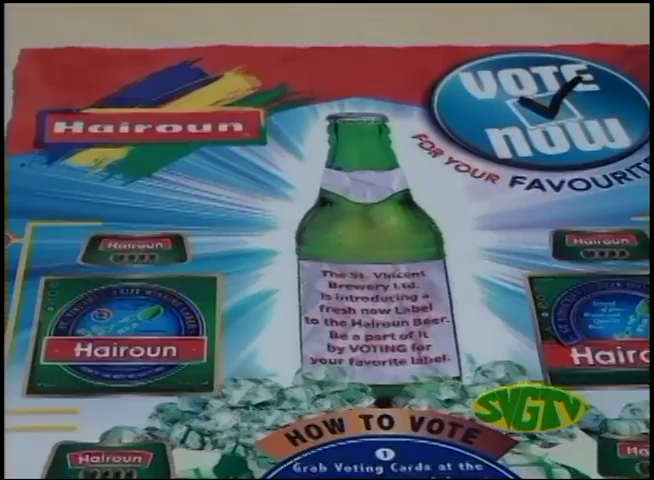 Hairoun
VOTE
NOW
FOR YOUR FAVOURITE
The St. Vincent
Brewery Ltd.
Is introducing a
fresh new Label
to the Hairoun Beer.
Be a part of it
by VOTING for
your favorite label.
Hairoun
Hairoun
Hairoun
SVGTV
HOW TO VOTE
1
Grab Voting Cards at the
Hairoun